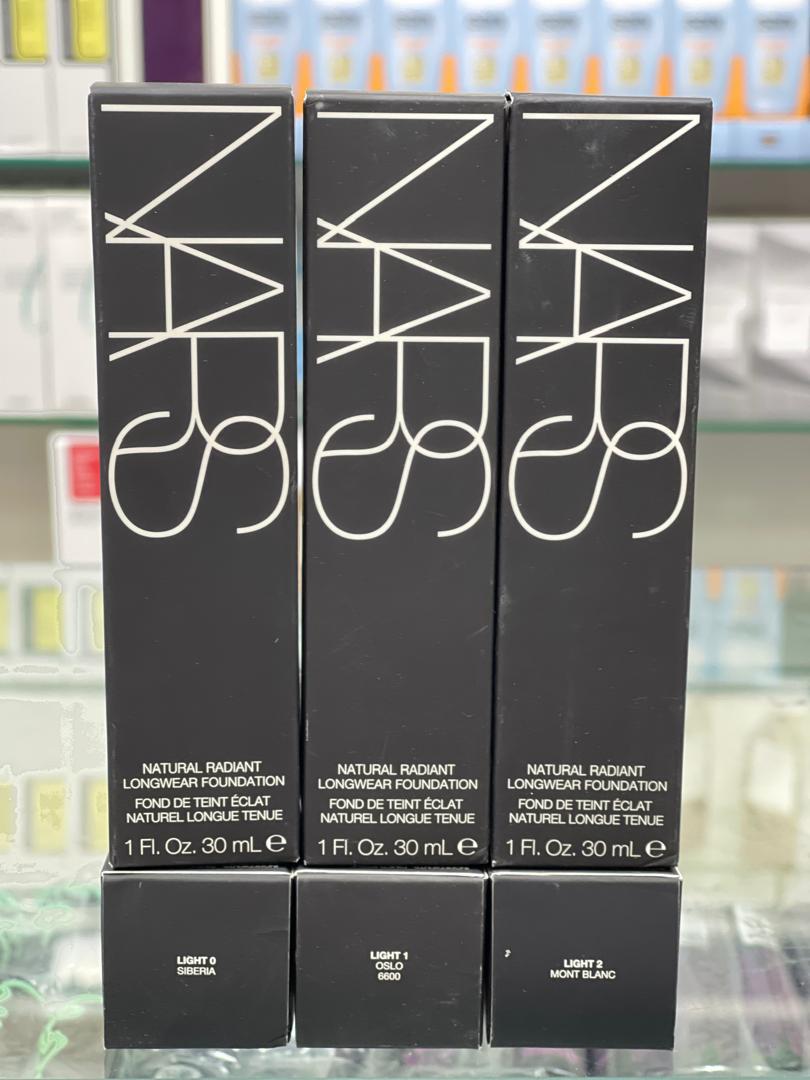 NARS
NATURAL RADIANT
LONGWEAR FOUNDATION
FOND DE TEINT ÉCLAT
NATUREL LONGUE TENUE
1 Fl. Oz. 30 mL ℮
NARS
NATURAL RADIANT
LONGWEAR FOUNDATION
FOND DE TEINT ÉCLAT
NATUREL LONGUE TENUE
1 Fl. Oz. 30 mL ℮
NARS
NATURAL RADIANT
LONGWEAR FOUNDATION
FOND DE TEINT ÉCLAT
NATUREL LONGUE TENUE
1 Fl. Oz. 30 mL ℮
LIGHT 0
SIBERIA
LIGHT 1
OSLO
6600
LIGHT 2
MONT BLANC